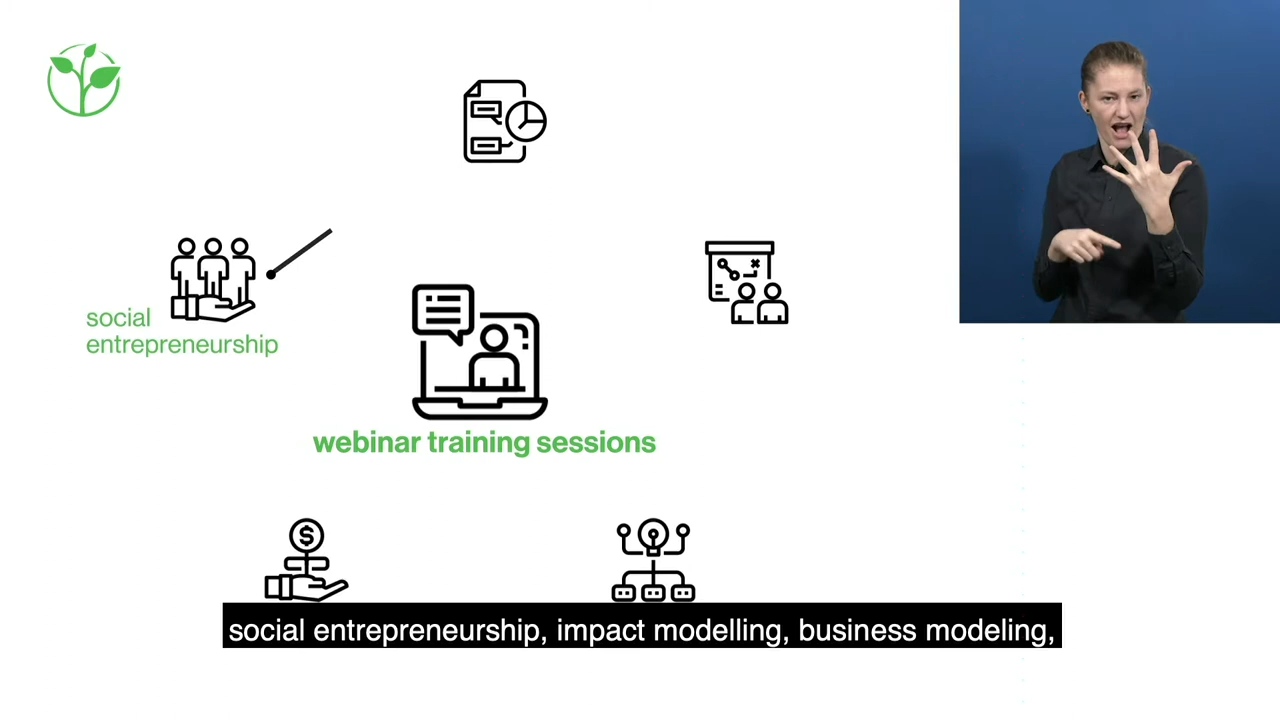 social
entrepreneurship
webinar training sessions
social entrepreneurship, impact modelling, business modeling,